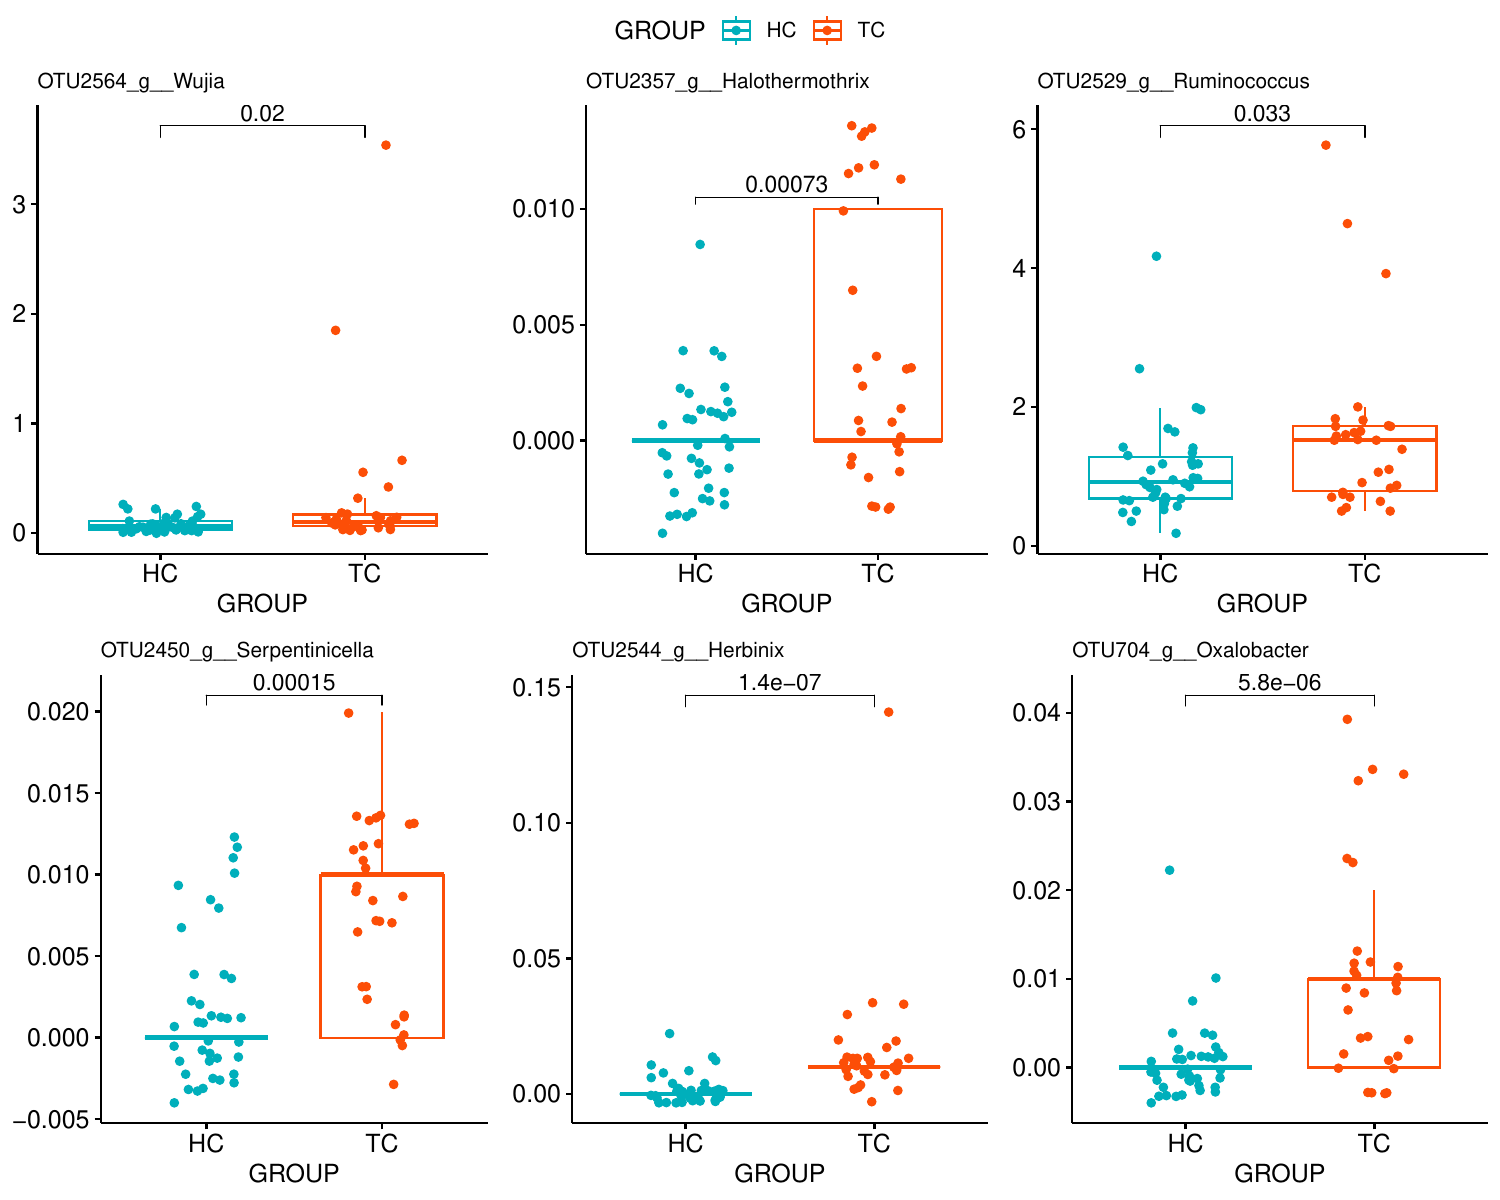 GROUP HC TC
OTU2564_g__Wujia
0.02
3
2
1
0
HC TC
GROUP
OTU2357_g__Halothermothrix
0.00073
0.010
0.005
0.000
HC TC
GROUP
OTU2529_g__Ruminococcus
0.033
6
4
2
0
HC TC
GROUP
OTU2450_g__Serpentinicella
0.00015
0.020
0.015
0.010
0.005
0.000
−0.005
HC TC
GROUP
OTU2544_g__Herbinix
1.4e−07
0.15
0.10
0.05
0.00
HC TC
GROUP
OTU704_g__Oxalobacter
5.8e−06
0.04
0.03
0.02
0.01
0.00
HC TC
GROUP